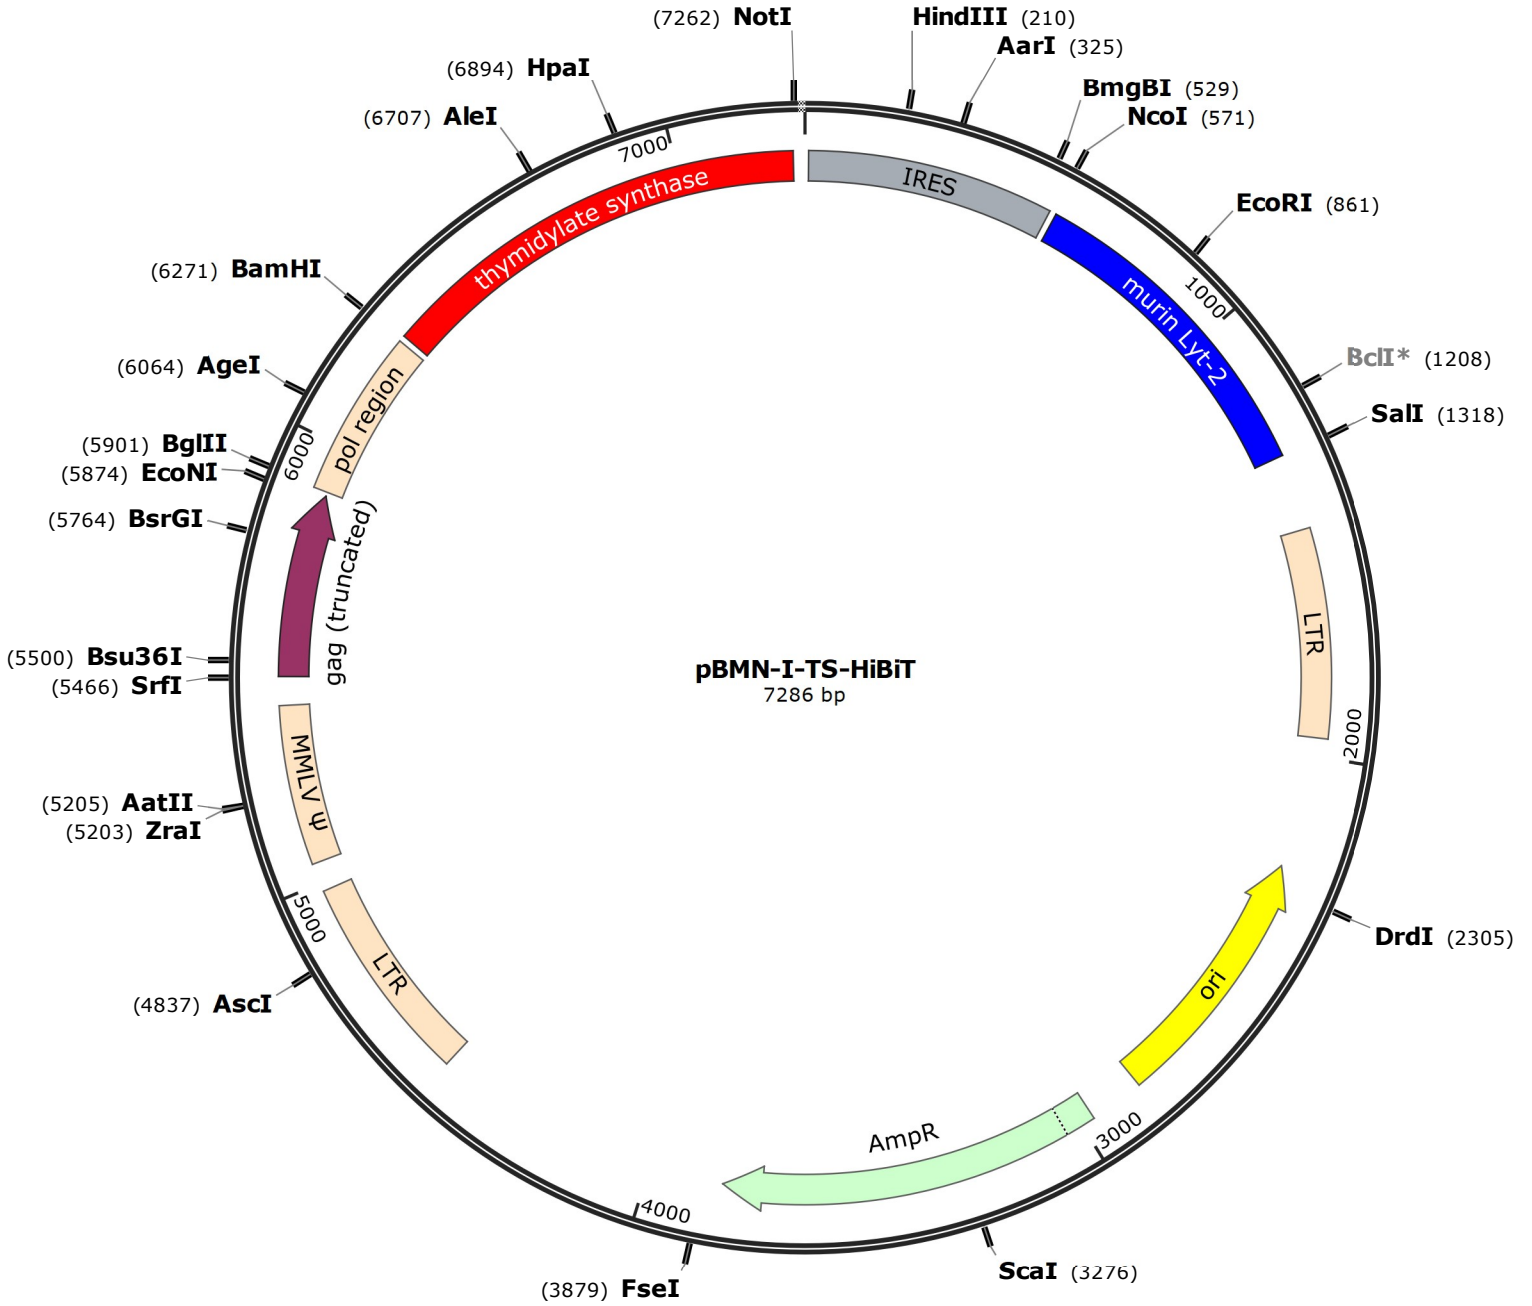 (7262) NotI
HindIII (210)
AarI (325)
BmgBI (529)
NcoI (571)
EcoRI (861)
BclI* (1208)
SalI (1318)
DrdI (2305)
ScaI (3276)
(3879) FseI
(4837) AscI
(5203) ZraI
(5205) AatII
(5466) SrfI
(5500) Bsu36I
(5764) BsrGI
(5874) EcoNI
(5901) BglII
(6064) AgeI
(6271) BamHI
(6707) AleI
(6894) HpaI
1000
2000
3000
4000
5000
6000
7000
IRES
murin Lyt-2
LTR
ori
AmpR
LTR
MMLV Ψ
gag (truncated)
pol region
thymidylate synthase
pBMN-I-TS-HiBiT
7286 bp